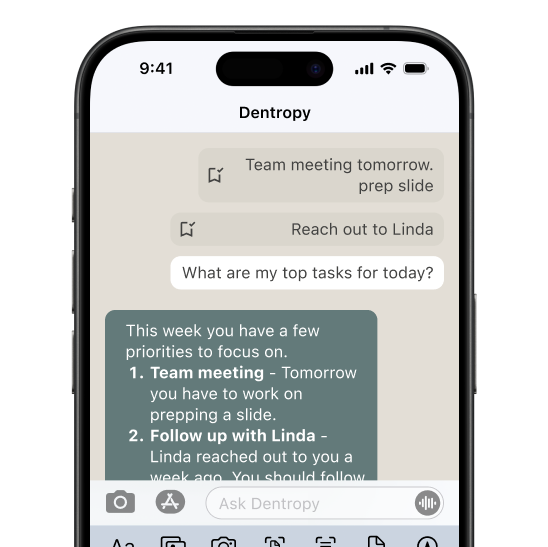 9:41
Dentropy
Team meeting tomorrow.
prep slide
Reach out to Linda
What are my top tasks for today?
This week you have a few
priorities to focus on.
1. Team meeting - Tomorrow
you have to work on
prepping a slide.
2. Follow up with Linda -
Linda reached out to you a
week ago. You should follow
Ask Dentropy
Aa